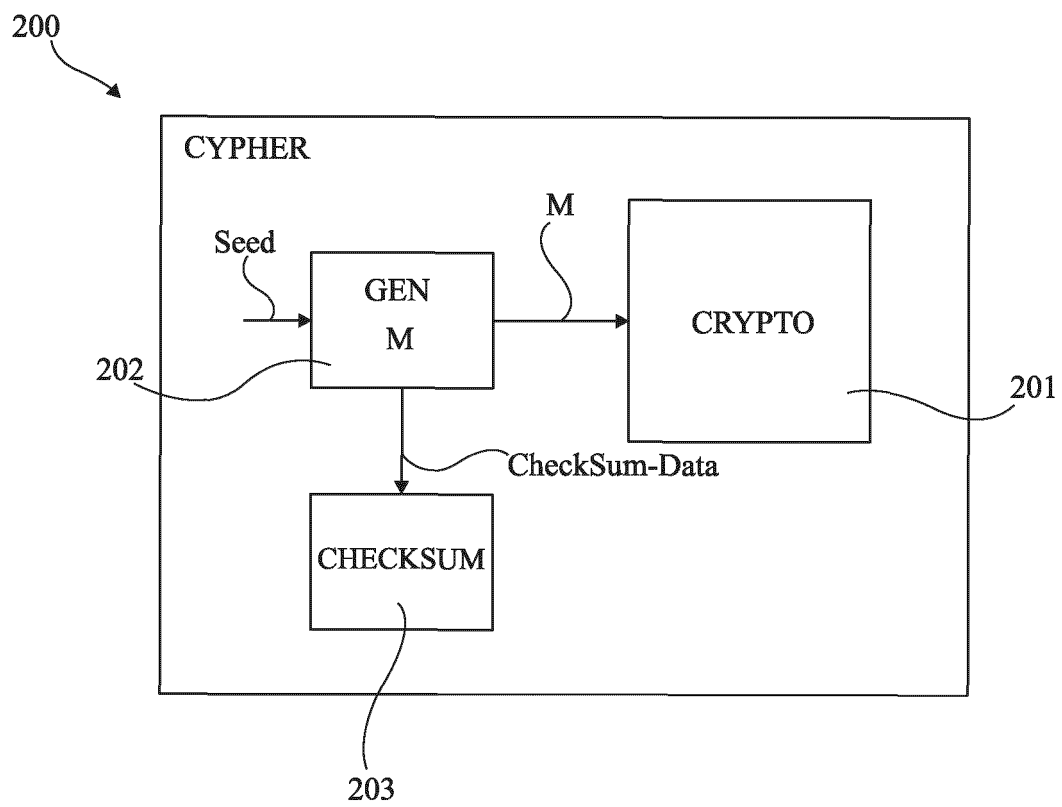 200
CYPHER
M
Seed
GEN
M
CRYPTO
202
201
CheckSum-Data
CHECKSUM
203